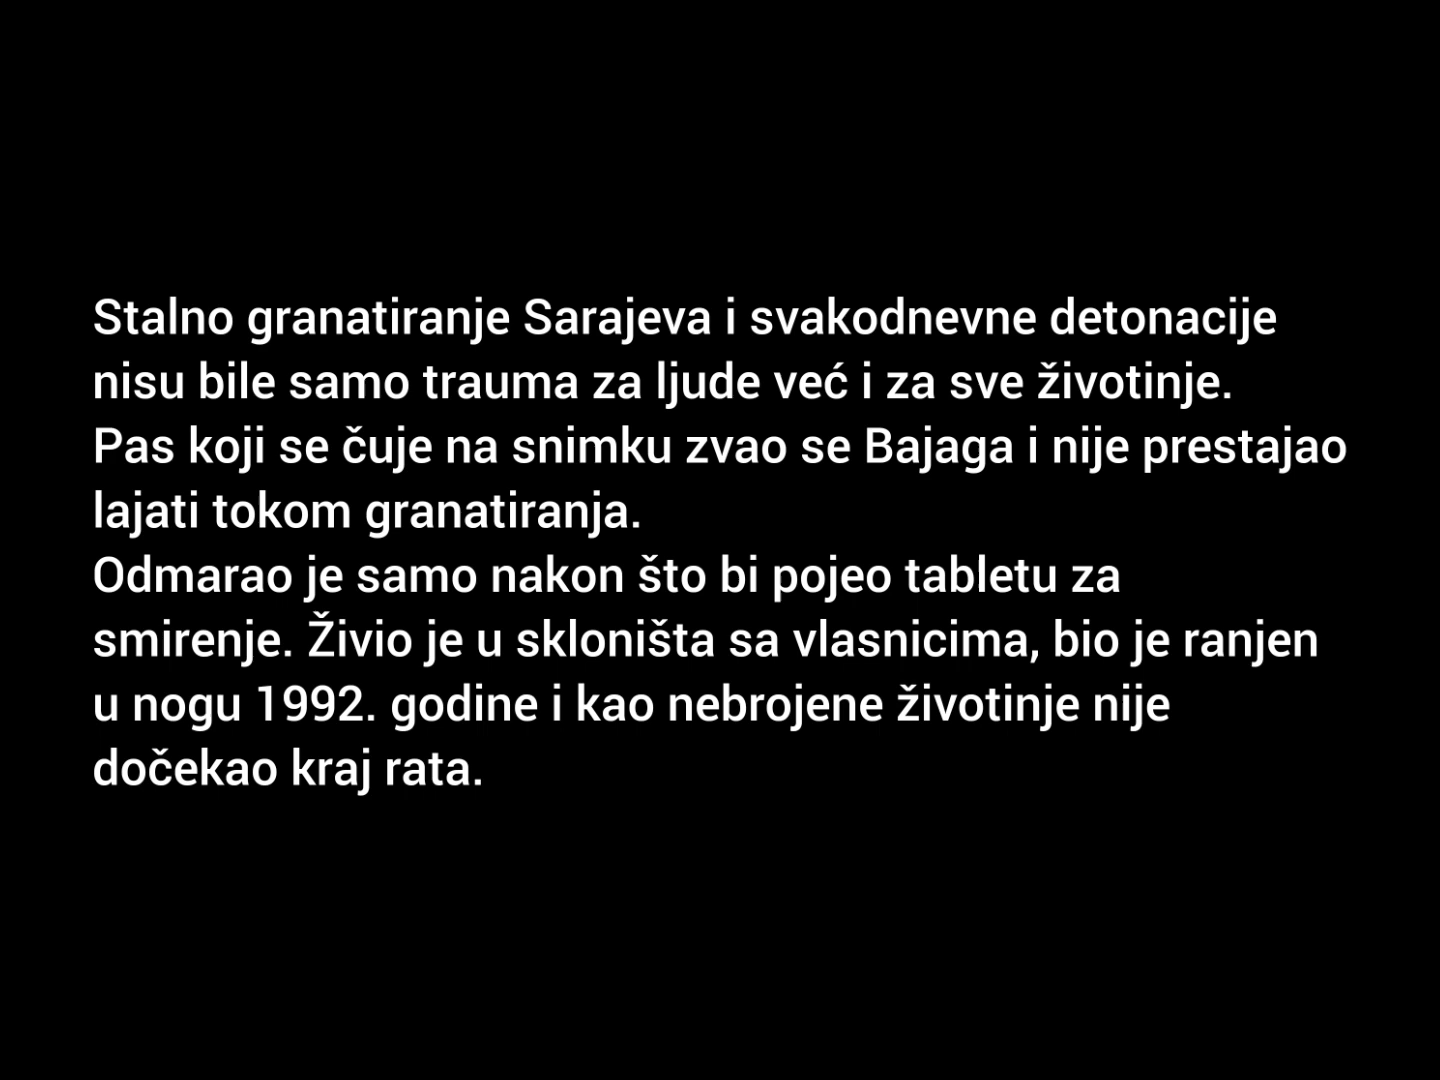 Stalno granatiranje Sarajeva i svakodnevne detonacije
nisu bile samo trauma za ljude već i za sve životinje.
Pas koji se čuje na snimku zvao se Bajaga i nije prestajao
lajati tokom granatiranja.
Odmarao je samo nakon što bi pojeo tabletu za
smirenje. Živio je u skloništa sa vlasnicima, bio je ranjen
u nogu 1992. godine i kao nebrojene životinje nije
dočekao kraj rata.